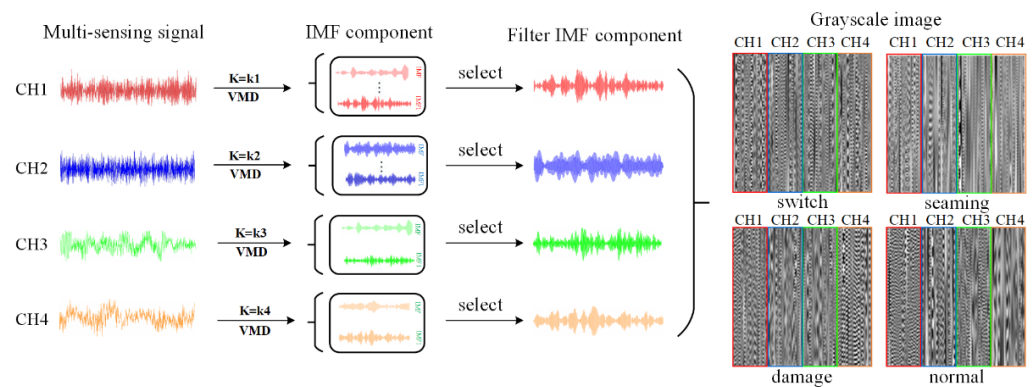 Multi-sensing signal
IMF component
Filter IMF component
Grayscale image
CH1 CH2 CH3 CH4
CH1 CH2 CH3 CH4
CH1
K=k1
VMD
select
CH2
K=k2
VMD
select
switch
seaming
CH1 CH2 CH3 CH4
CH1 CH2 CH3 CH4
CH3
K=k3
VMD
select
CH4
K=k4
VMD
select
damage
normal